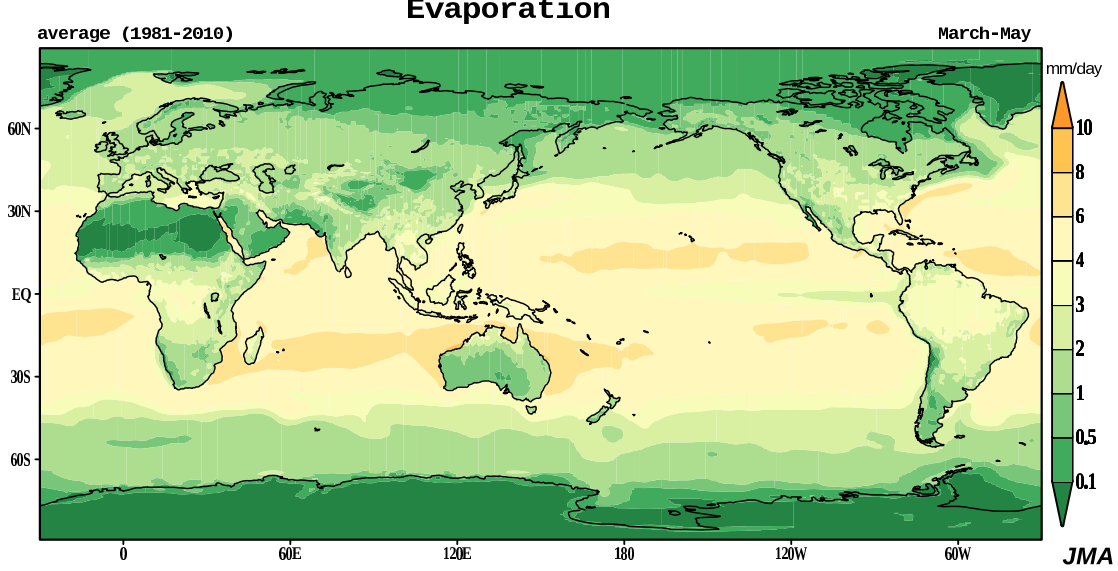 Evaporation
average (1981-2010) March-May
mm/day
10
8
6
4
3
2
1
0.5
0.1
60N
30N
EQ
30S
60S
0 60E 120E 180 120W 60W
JMA